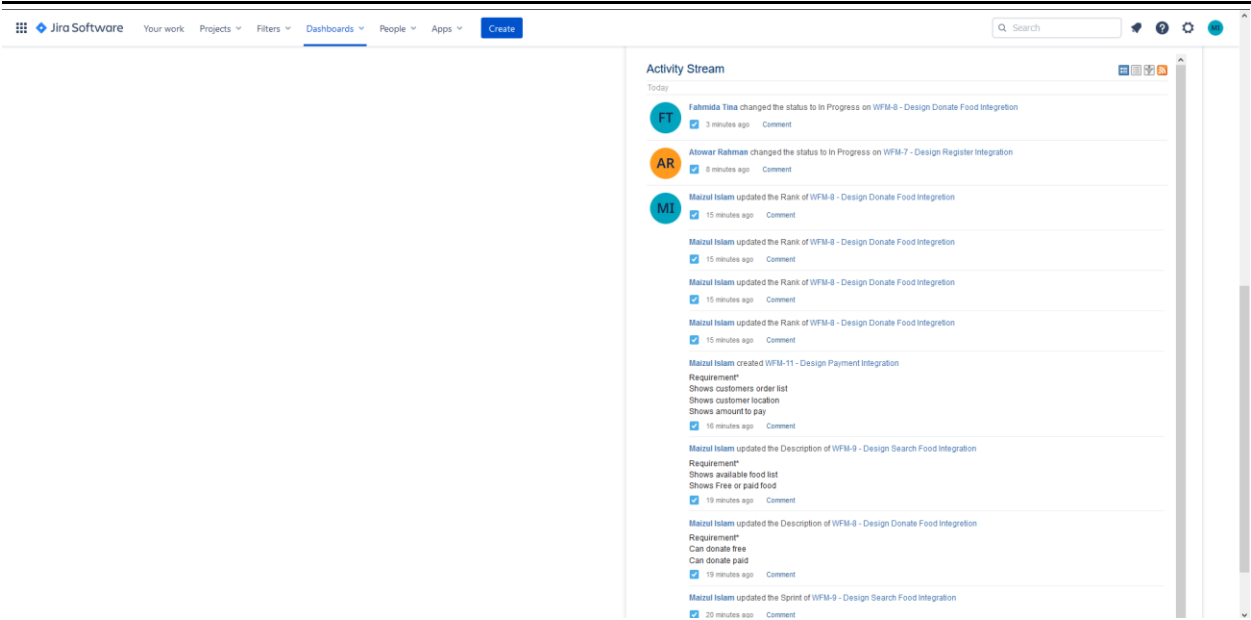 Jira Software Your work Projects Filters Dashboards People Apps Create Search MI
Activity Stream
Today
FT
Fahmida Tina changed the status to In Progress on WFM-8 - Design Donate Food Integretion
3 minutes ago Comment
AR
Atowar Rahman changed the status to In Progress on WFM-7 - Design Register Integration
8 minutes ago Comment
MI
Maizul Islam updated the Rank of WFM-8 - Design Donate Food Integretion
15 minutes ago Comment
Maizul Islam updated the Rank of WFM-8 - Design Donate Food Integretion
15 minutes ago Comment
Maizul Islam updated the Rank of WFM-8 - Design Donate Food Integretion
15 minutes ago Comment
Maizul Islam updated the Rank of WFM-8 - Design Donate Food Integretion
15 minutes ago Comment
Maizul Islam created WFM-11 - Design Payment Integration
Requirement*
Shows customers order list
Shows customer location
Shows amount to pay
16 minutes ago Comment
Maizul Islam updated the Description of WFM-9 - Design Search Food Integration
Requirement*
Shows available food list
Shows Free or paid food
19 minutes ago Comment
Maizul Islam updated the Description of WFM-8 - Design Donate Food Integretion
Requirement*
Can donate free
Can donate paid
19 minutes ago Comment
Maizul Islam updated the Sprint of WFM-9 - Design Search Food Integration
20 minutes ago Comment